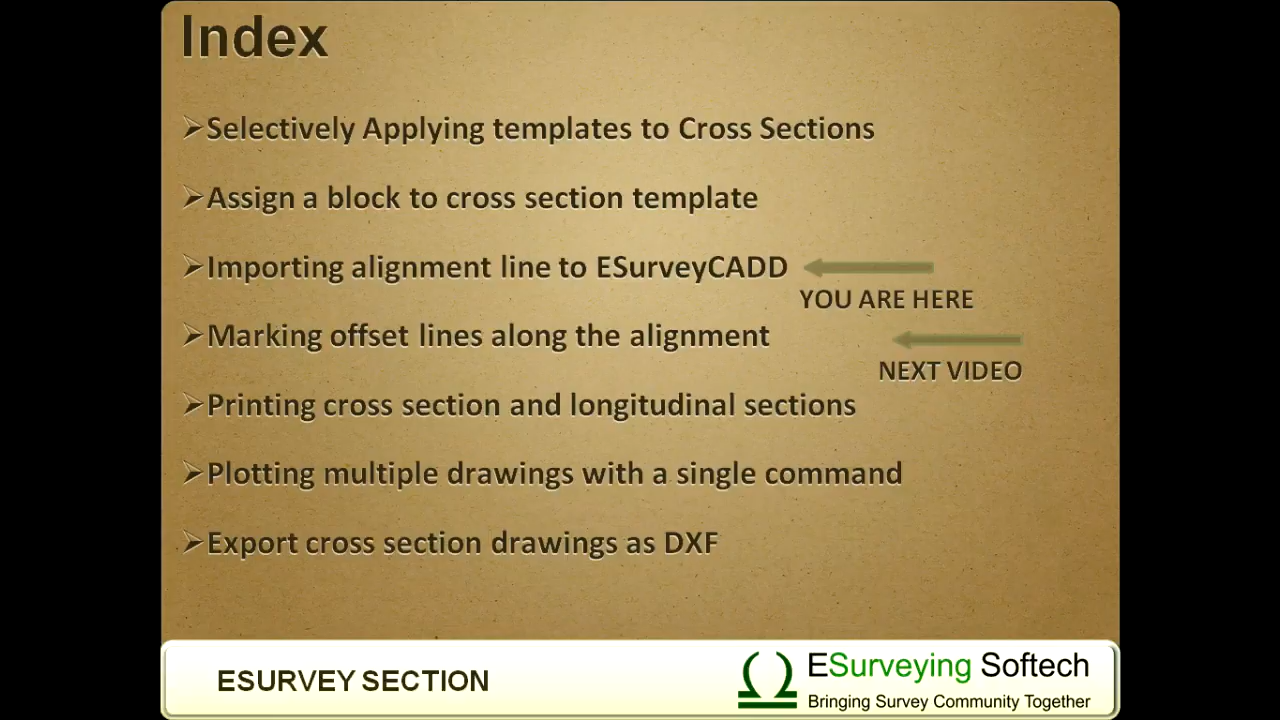 Index
Selectively Applying templates to Cross Sections
Assign a block to cross section template
Importing alignment line to ESurveyCADD
YOU ARE HERE
Marking offset lines along the alignment
NEXT VIDEO
Printing cross section and longitudinal sections
Plotting multiple drawings with a single command
Export cross section drawings as DXF
ESURVEY SECTION
ESurveying Softech
Bringing Survey Community Together